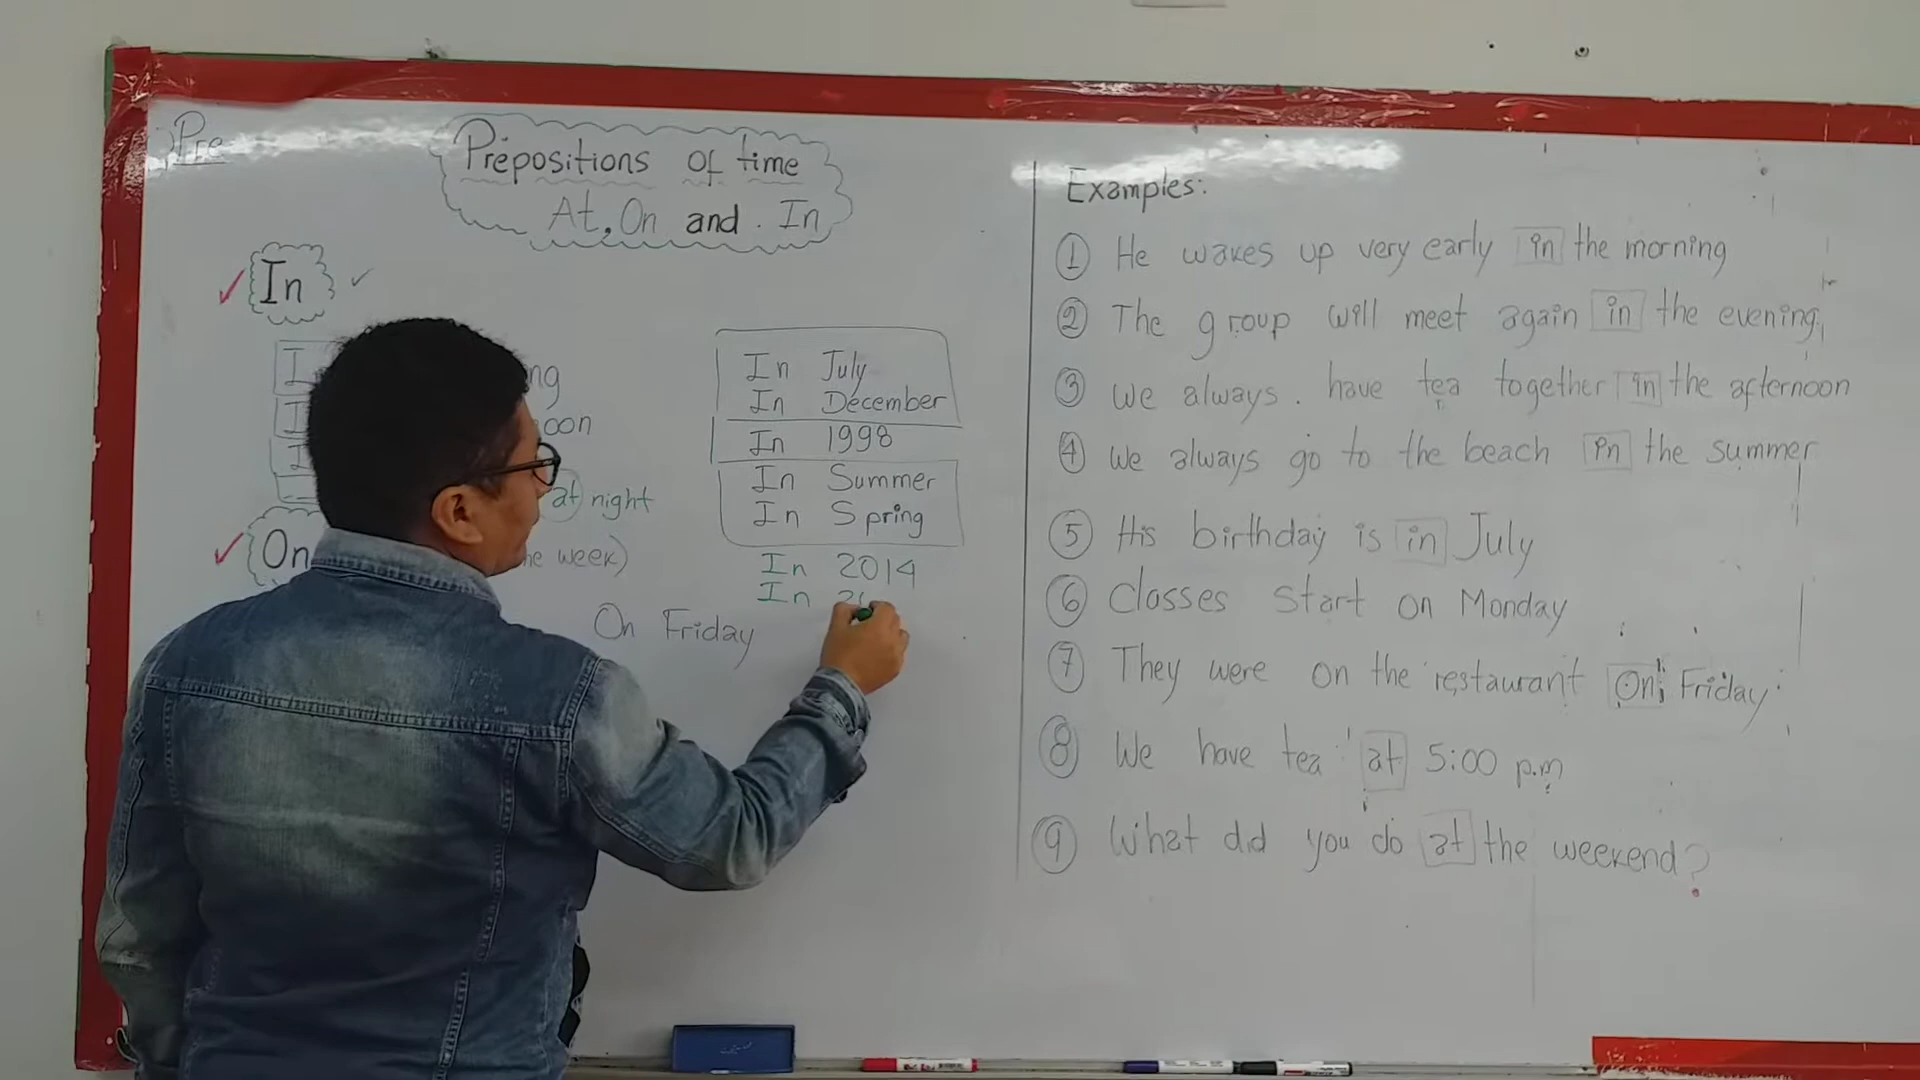 Pre
Prepositions of time
At, On and . In
In
In July
In December
In 1998
In Summer
In Spring
at night
On
week)
In 2014
In
On Friday
Examples:
1 He wakes up very early in the morning
2 The group will meet again in the evening,
3 We always . have tea together in the afternoon
4 We always go to the beach in the summer
5 His birthday is in July
6 Classes start on Monday
7 They were on the restaurant On Friday
8 We have tea at 5:00 p.m
9 What did you do at the weekend?